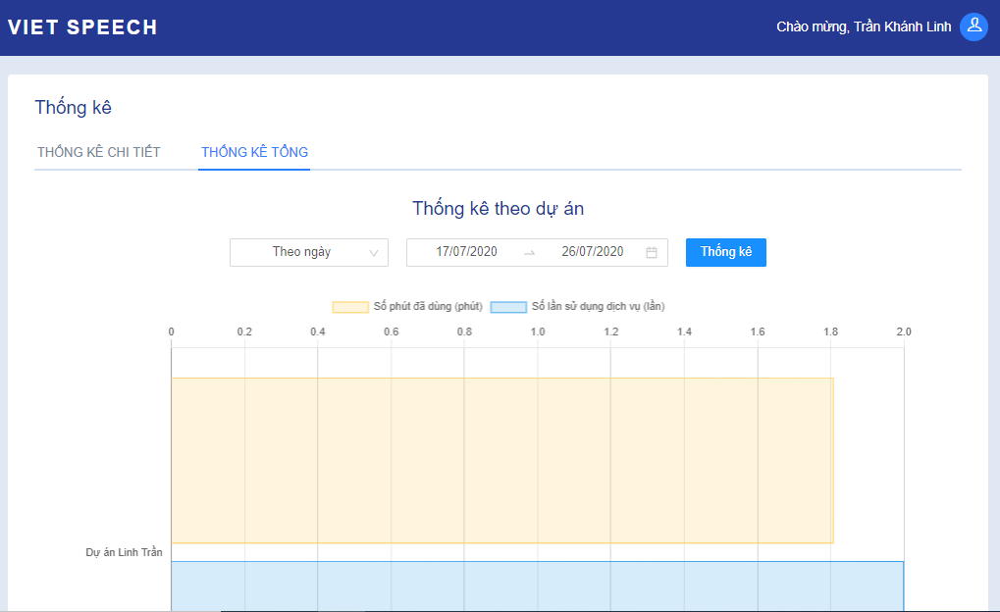 VIET SPEECH
Chào mừng, Trần Khánh Linh
Thống kê
THỐNG KÊ CHI TIẾT THỐNG KÊ TỔNG
Thống kê theo dự án
Theo ngày 17/07/2020 → 26/07/2020 Thống kê
Số phút đã dùng (phút) Số lần sử dụng dịch vụ (lần)
0 0.2 0.4 0.6 0.8 1.0 1.2 1.4 1.6 1.8 2.0
Dự án Linh Trần